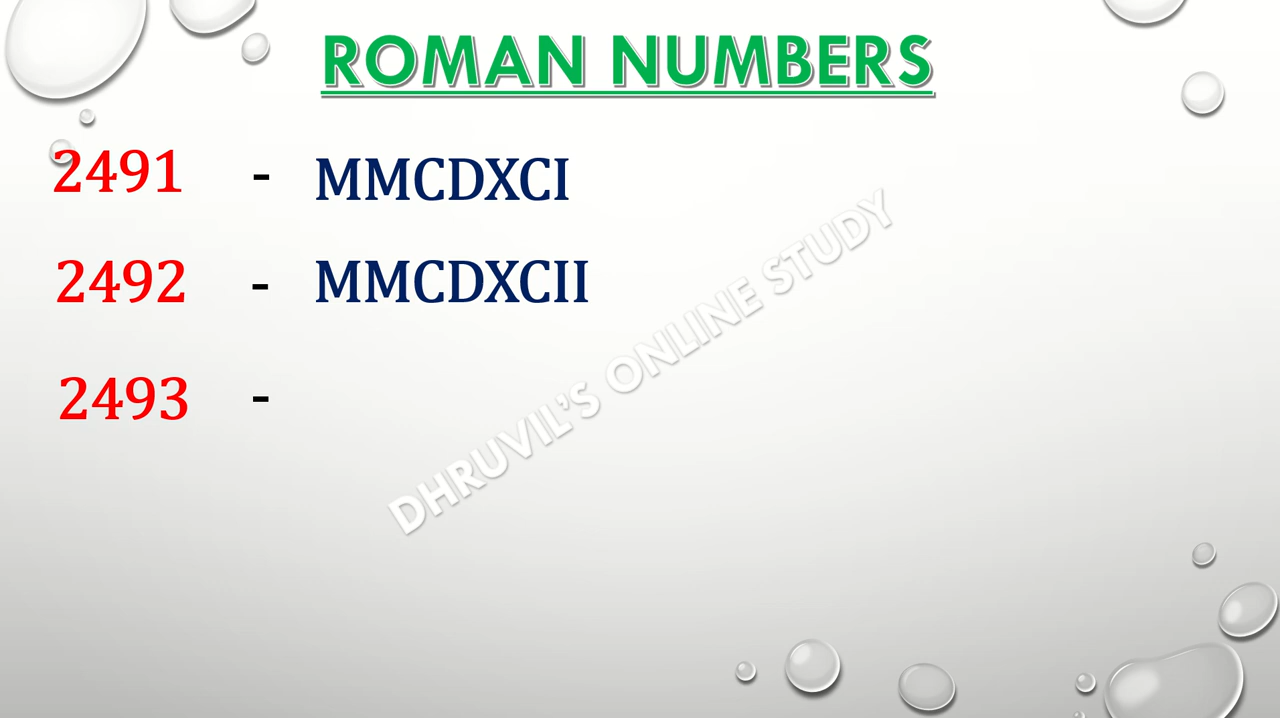 ROMAN NUMBERS
2491 - MMCDXCI
2492 - MMCDXCII
2493 -
DHRUVIL'S ONLINE STUDY